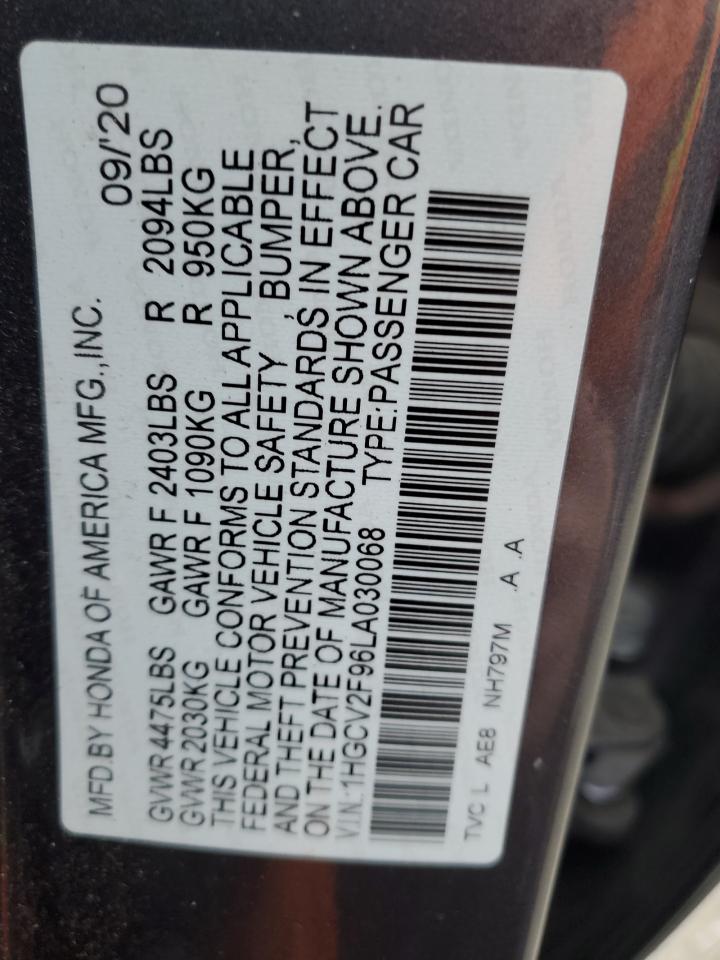 MFD.BY HONDA OF AMERICA MFG.,INC. 09/'20
GVWR 4475LBS GAWR F 2403LBS R 2094LBS
GVWR 2030KG GAWR F 1090KG R 950KG
THIS VEHICLE CONFORMS TO ALL APPLICABLE
FEDERAL MOTOR VEHICLE SAFETY , BUMPER,
AND THEFT PREVENTION STANDARDS IN EFFECT
ON THE DATE OF MANUFACTURE SHOWN ABOVE.
V.I.N:1HGCV2F96LA030068 TYPE:PASSENGER CAR
TVC L AE8 NH797M .A .A